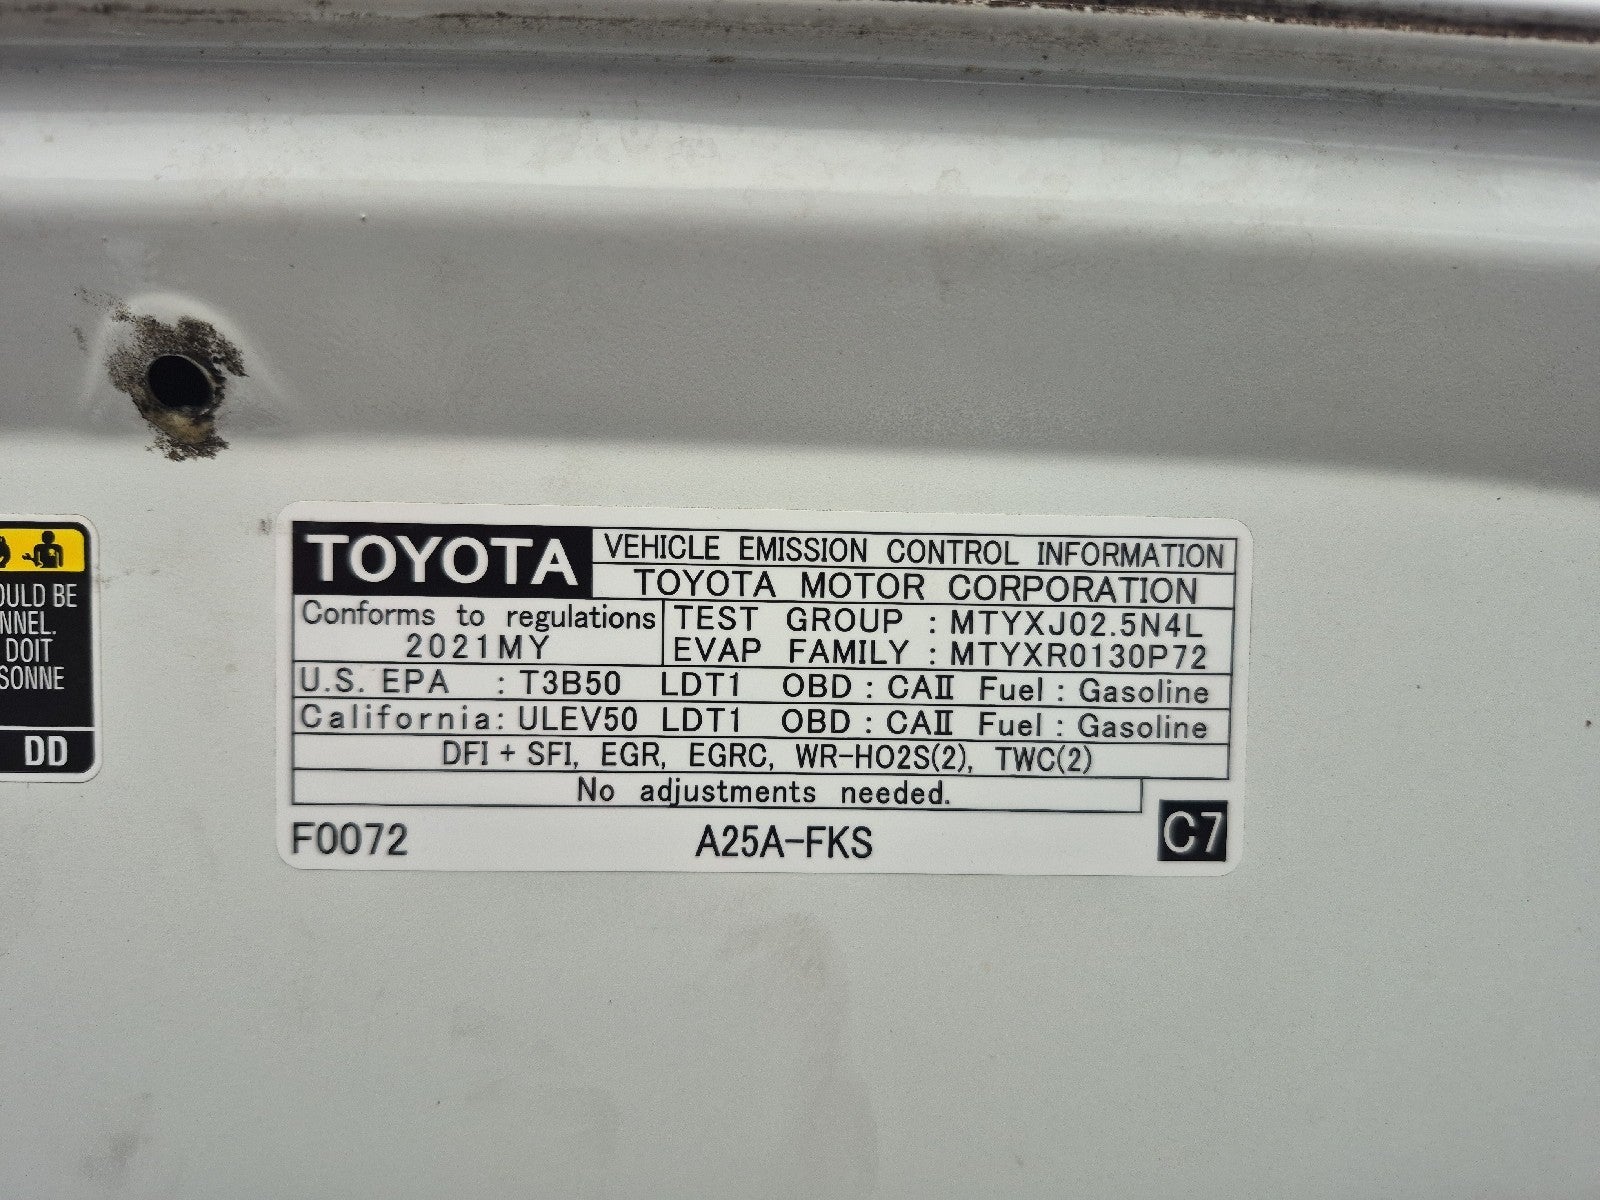 OULD BE
NNEL.
DOIT
SONNE
DD
TOYOTA
VEHICLE EMISSION CONTROL INFORMATION
TOYOTA MOTOR CORPORATION
Conforms to regulations
2021MY
TEST GROUP : MTYXJ02.5N4L
EVAP FAMILY : MTYXR0130P72
U.S. EPA : T3B50 LDT1 OBD : CAII Fuel : Gasoline
California : ULEV50 LDT1 OBD : CAII Fuel : Gasoline
DFI + SFI, EGR, EGRC, WR-HO2S(2), TWC(2)
No adjustments needed.
F0072 A25A-FKS C7